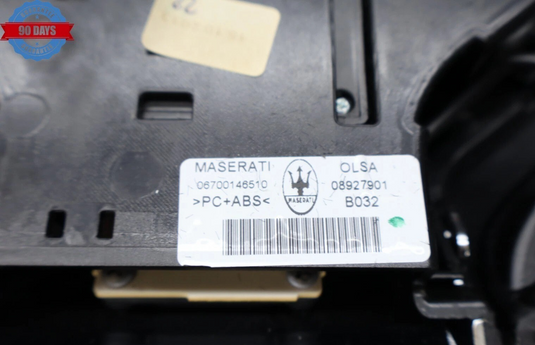 90 DAYS
MASERATI OLSA
06700146510 08927901
>PC+ABS< MASERATI B032